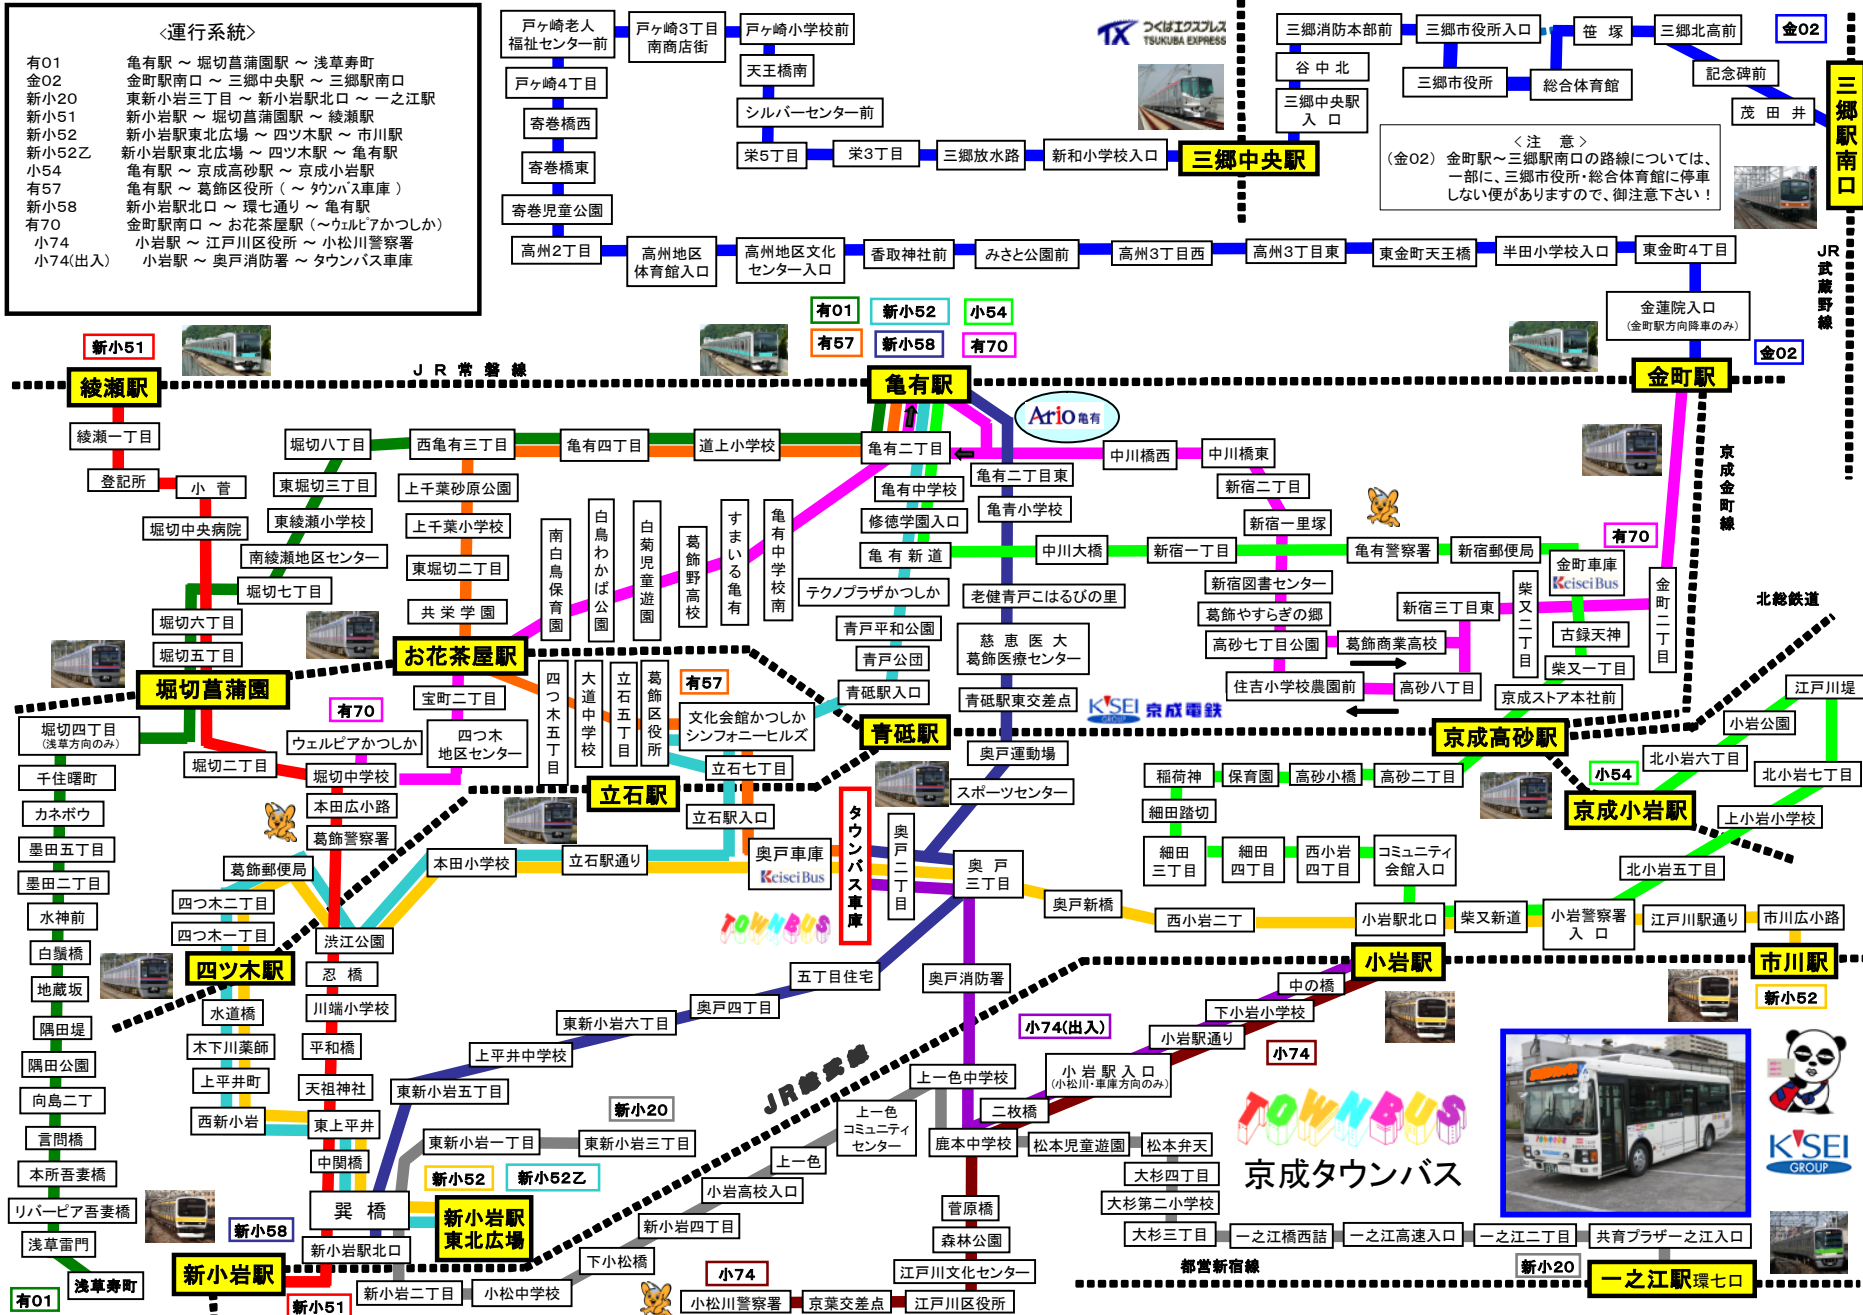 <運行系統>
有01 亀有駅 ～ 堀切菖蒲園駅 ～ 浅草寿町
金02 金町駅南口 ～ 三郷中央駅 ～ 三郷駅南口
新小20 東新小岩三丁目 ～ 新小岩駅北口 ～ 一之江駅
新小51 新小岩駅 ～ 堀切菖蒲園駅 ～ 綾瀬駅
新小52 新小岩駅東北広場 ～ 四ツ木駅 ～ 市川駅
新小52乙 新小岩駅東北広場 ～ 四ツ木駅 ～ 亀有駅
小54 亀有駅 ～ 京成高砂駅 ～ 京成小岩駅
有57 亀有駅 ～ 葛飾区役所 ( ～ タウンバス車庫 )
新小58 新小岩駅北口 ～ 環七通り ～ 亀有駅
有70 金町駅南口 ～ お花茶屋駅 (～ウェルピアかつしか)
小74 小岩駅 ～ 江戸川区役所 ～ 小松川警察署
小74(出入) 小岩駅 ～ 奥戸消防署 ～ タウンバス車庫
戸ヶ崎老人
福祉センター前
戸ヶ崎3丁目
南商店街
戸ヶ崎小学校前
天王橋南
シルバーセンター前
栄5丁目
栄3丁目
三郷放水路
新和小学校入口
三郷中央駅
戸ヶ崎4丁目
寄巻橋西
寄巻橋東
寄巻児童公園
高州2丁目
高州地区
体育館入口
高州地区文化
センター入口
香取神社前
みさと公園前
高州3丁目西
高州3丁目東
東金町天王橋
半田小学校入口
東金町4丁目
金蓮院入口
(金町駅方向降車のみ)
TX つくばエクスプレス
TSUKUBA EXPRESS
三郷消防本部前
谷中北
三郷中央駅
入口
三郷市役所入口
三郷市役所
総合体育館
笹塚
三郷北高前
記念碑前
茂田井
金02
三郷駅南口
JR武蔵野線
<注 意>
(金02) 金町駅～三郷駅南口の路線については、
一部に、三郷市役所・総合体育館に停車
しない便がありますので、御注意下さい！
有01
新小52
小54
有57
新小58
有70
新小51
綾瀬駅
JR常磐線
亀有駅
Ario 亀有
金町駅
金02
京成金町線
綾瀬一丁目
登記所
小菅
堀切中央病院
堀切八丁目
東堀切三丁目
東綾瀬小学校
南綾瀬地区センター
堀切七丁目
堀切六丁目
堀切五丁目
堀切菖蒲園
西亀有三丁目
亀有四丁目
道上小学校
亀有二丁目
上千葉砂原公園
上千葉小学校
東堀切二丁目
共栄学園
お花茶屋駅
南白鳥保育園
白鳥わかば公園
白菊児童遊園
葛飾野高校
すまいる亀有
亀有中学校南
亀有中学校
修徳学園入口
亀有新道
テクノプラザかつしか
青戸平和公園
青戸公団
青砥駅入口
亀有二丁目東
亀青小学校
老健青戸こはるびの里
慈恵医大
葛飾医療センター
青砥駅東交差点
中川橋西
中川橋東
新宿二丁目
新宿一里塚
中川大橋
新宿一丁目
亀有警察署
新宿郵便局
金町車庫
KeiseiBus
有70
新宿図書センター
葛飾やすらぎの郷
高砂七丁目公園
葛飾商業高校
新宿三丁目東
柴又二丁目
金町二丁目
古録天神
柴又一丁目
京成ストア本社前
住吉小学校農園前
高砂八丁目
北総鉄道
K'SEI GROUP 京成電鉄
青砥駅
京成高砂駅
堀切四丁目
(浅草方向のみ)
千住曙町
カネボウ
墨田五丁目
墨田二丁目
水神前
白鬚橋
地蔵坂
隅田堤
隅田公園
向島二丁
言問橋
本所吾妻橋
リバーピア吾妻橋
浅草雷門
浅草寿町
有01
有70
宝町二丁目
四つ木
地区センター
ウェルピアかつしか
堀切二丁目
堀切中学校
本田広小路
葛飾警察署
四つ木五丁目
大道中学校
立石五丁目
葛飾区役所
有57
文化会館かつしか
シンフォニーヒルズ
立石七丁目
立石駅
立石駅入口
葛飾郵便局
本田小学校
立石駅通り
奥戸車庫
KeiseiBus
タウンバス車庫
TOWNBUS
奥戸二丁目
奥戸
三丁目
奥戸運動場
スポーツセンター
奥戸新橋
西小岩二丁
稲荷神
保育園
高砂小橋
高砂二丁目
細田踏切
細田
三丁目
細田
四丁目
西小岩
四丁目
コミュニティ
会館入口
小54
京成小岩駅
江戸川堤
小岩公園
北小岩六丁目
北小岩七丁目
上小岩小学校
北小岩五丁目
小岩駅北口
柴又新道
小岩警察署
入口
江戸川駅通り
市川広小路
小岩駅
市川駅
新小52
四つ木二丁目
四つ木一丁目
四ツ木駅
水道橋
木下川薬師
上平井町
西新小岩
渋江公園
忍橋
川端小学校
平和橋
天祖神社
東上平井
中関橋
巽橋
新小岩駅北口
新小58
新小岩駅
新小51
五丁目住宅
奥戸四丁目
東新小岩六丁目
上平井中学校
東新小岩五丁目
新小20
東新小岩一丁目
東新小岩三丁目
新小52
新小52乙
新小岩駅
東北広場
新小岩二丁目
小松中学校
下小松橋
新小岩四丁目
小岩高校入口
上一色
上一色
コミュニティ
センター
上一色中学校
JR総武線
奥戸消防署
小74(出入)
中の橋
下小岩小学校
小岩駅通り
小74
小岩駅入口
(小松川・車庫方向のみ)
二枚橋
鹿本中学校
松本児童遊園
松本弁天
大杉四丁目
大杉第二小学校
大杉三丁目
一之江橋西詰
一之江高速入口
一之江二丁目
共育プラザ一之江入口
菅原橋
森林公園
江戸川文化センター
江戸川区役所
京葉交差点
小松川警察署
小74
都営新宿線
新小20
一之江駅環七口
TOWNBUS
京成タウンバス
K'SEI
GROUP